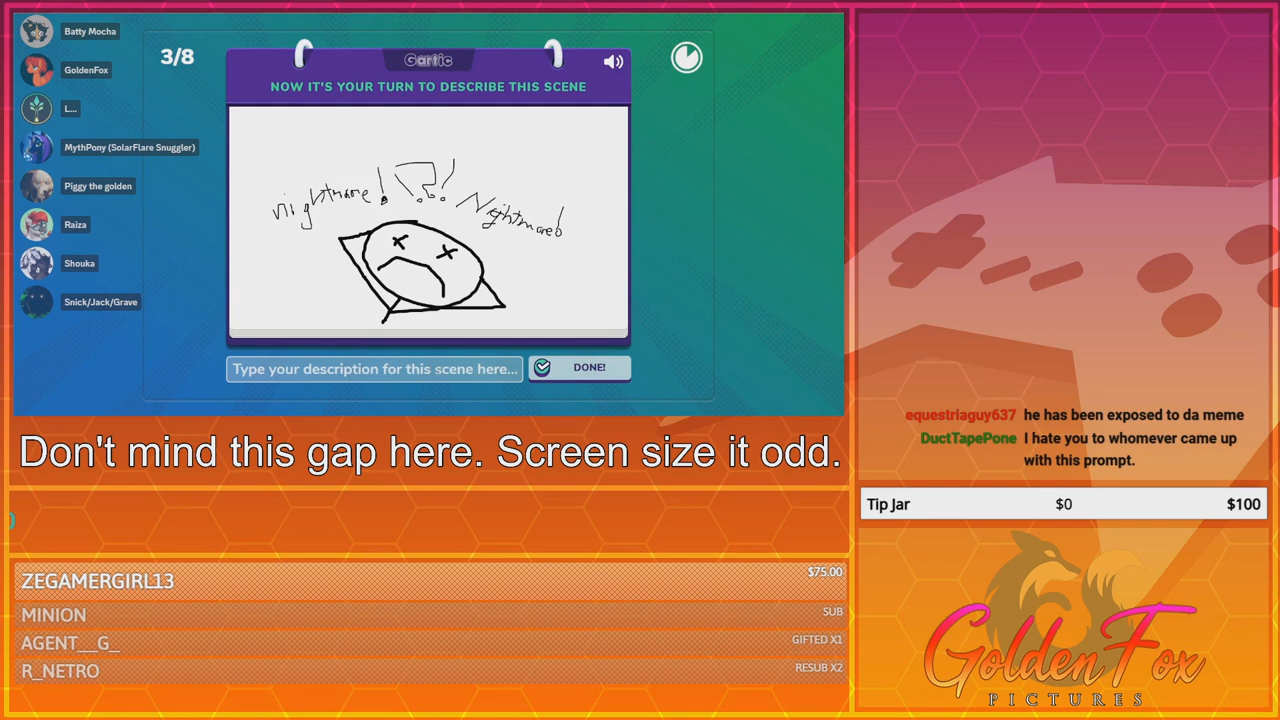 Batty Mocha
GoldenFox
L...
MythPony (SolarFlare Snuggler)
Piggy the golden
Raiza
Shouka
Snick/Jack/Grave
3/8
Gartic
NOW IT'S YOUR TURN TO DESCRIBE THIS SCENE
nightmare! ?!
Type your description for this scene here...
DONE!
Don't mind this gap here. Screen size it odd.
ZEGAMERGIRL13 $75.00
MINION SUB
AGENT__G_ GIFTED X1
R_NETRO RESUB X2
equestriaguy637 he has been exposed to da meme
DuctTapePone I hate you to whomever came up
with this prompt.
Tip Jar $0 $100
GoldenFox
PICTURES